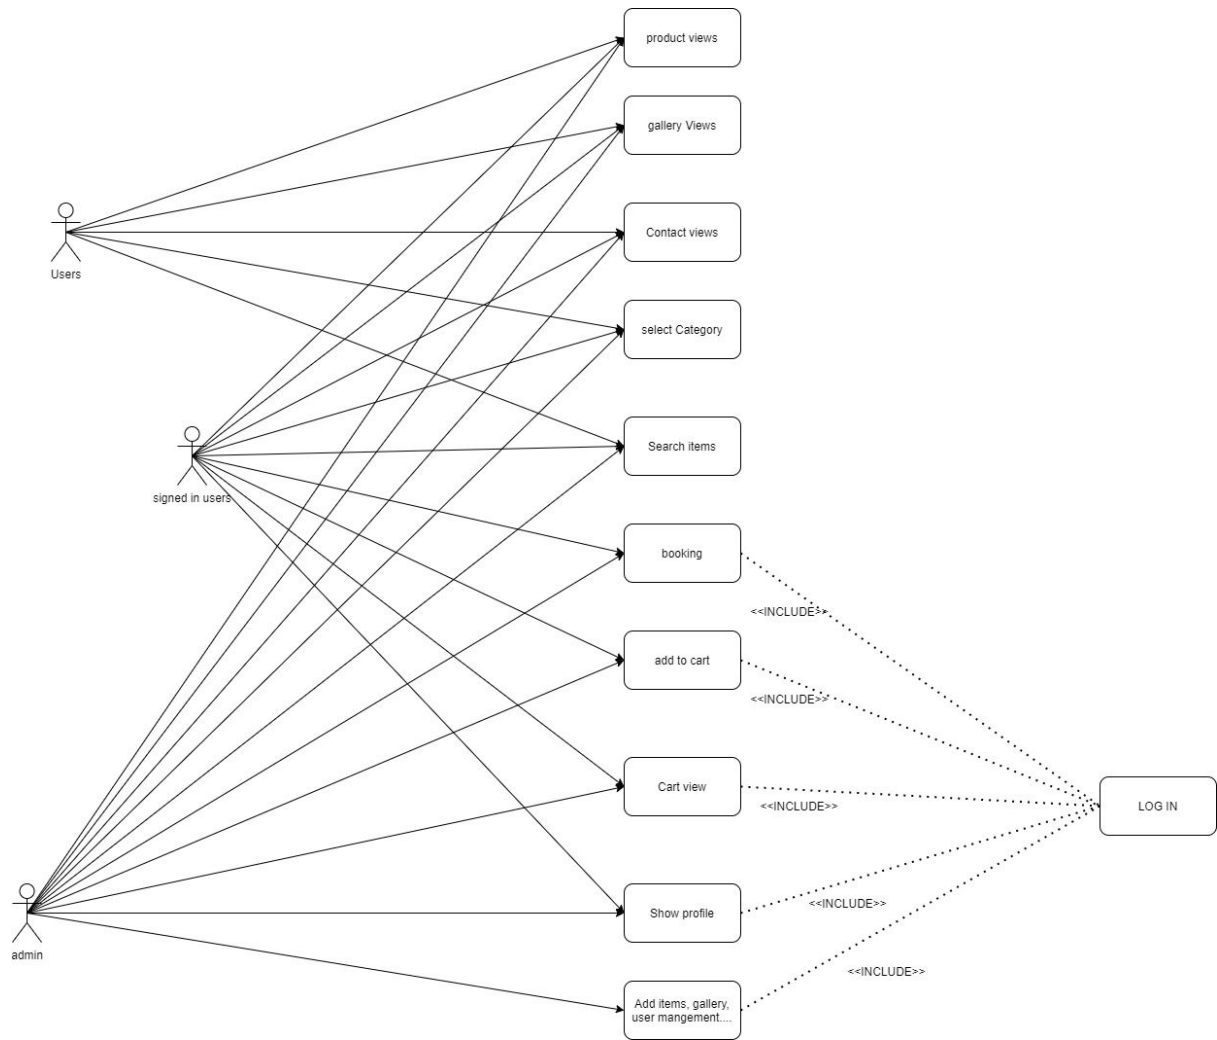 product views
gallery Views
Users
Contact views
select Category
signed in users
Search items
booking
<<INCLUDE>>
add to cart
<<INCLUDE>>
Cart view
<<INCLUDE>>
LOG IN
admin
Show profile
<<INCLUDE>>
<<INCLUDE>>
Add items, gallery,
user mangement....